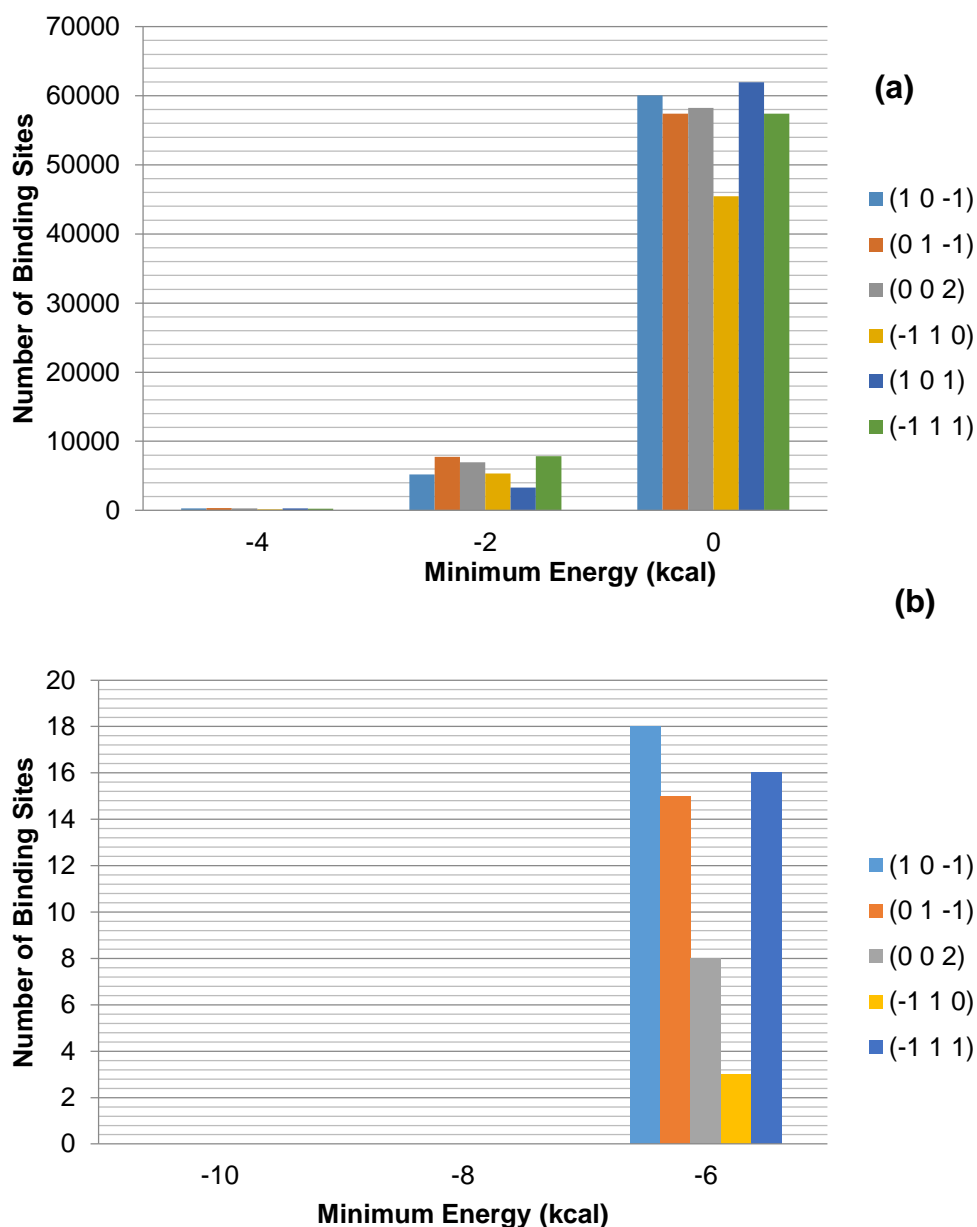 70000
60000
50000
40000
30000
20000
10000
0
Number of Binding Sites
-4 -2 0
Minimum Energy (kcal)
(a)
(1 0 -1)
(0 1 -1)
(0 0 2)
(-1 1 0)
(1 0 1)
(-1 1 1)
(b)
20
18
16
14
12
10
8
6
4
2
0
Number of Binding Sites
-10 -8 -6
Minimum Energy (kcal)
(1 0 -1)
(0 1 -1)
(0 0 2)
(-1 1 0)
(-1 1 1)